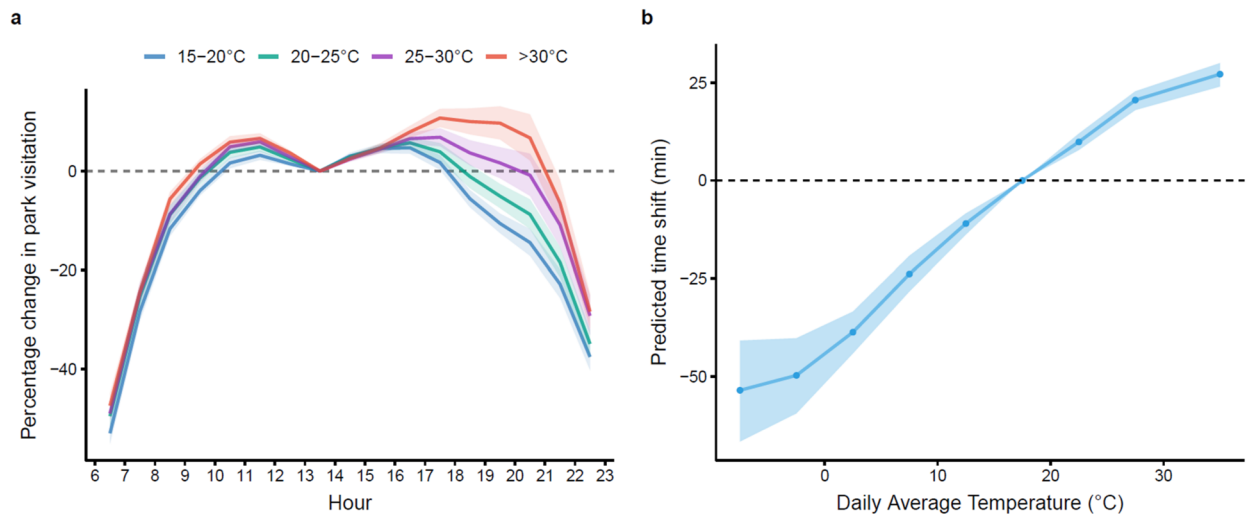 a
15−20°C 20−25°C 25−30°C >30°C
Percentage change in park visitation
0
−20
−40
6 7 8 9 10 11 12 13 14 15 16 17 18 19 20 21 22 23
Hour
b
Predicted time shift (min)
25
0
−25
−50
0 10 20 30
Daily Average Temperature (°C)